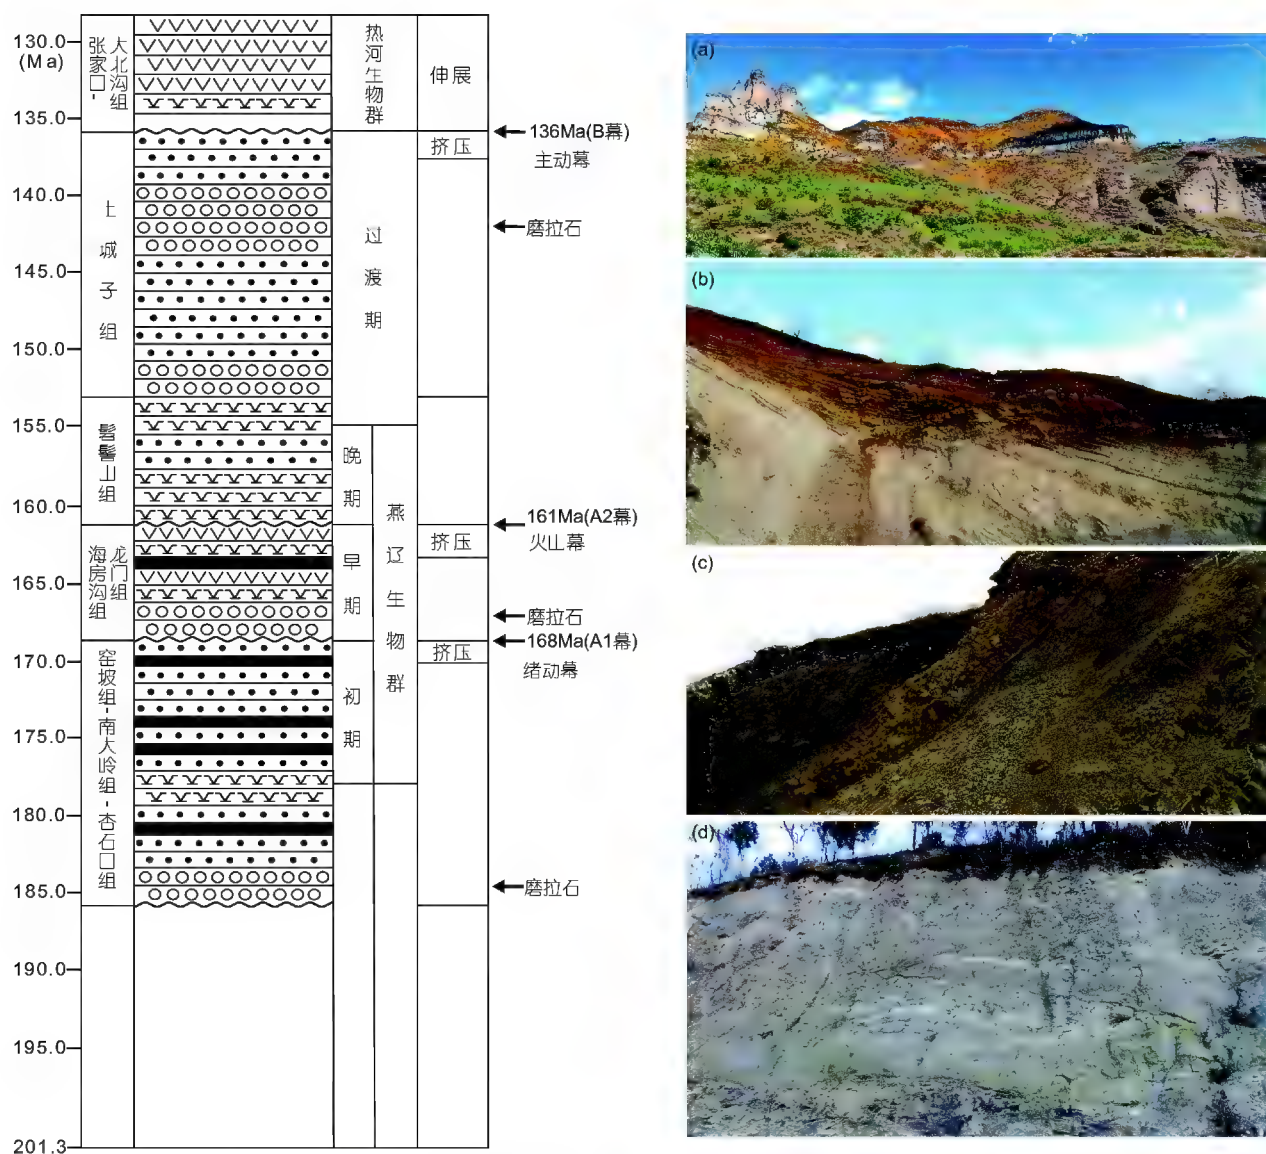 130.0
(Ma)
135.0
140.0
145.0
150.0
155.0
160.0
165.0
170.0
175.0
180.0
185.0
190.0
195.0
201.3
张家口-
大北沟组
土城子组
髫髻山组
海房沟组
龙门组
窑坡组-南大岭组-杏石口组
热河生物群
过渡期
晚期
早期
初期
燕辽生物群
伸展
挤压
挤压
挤压
136Ma(B幕)
主动幕
磨拉石
161Ma(A2幕)
火山幕
磨拉石
168Ma(A1幕)
绪动幕
磨拉石
(a)
(b)
(c)
(d)